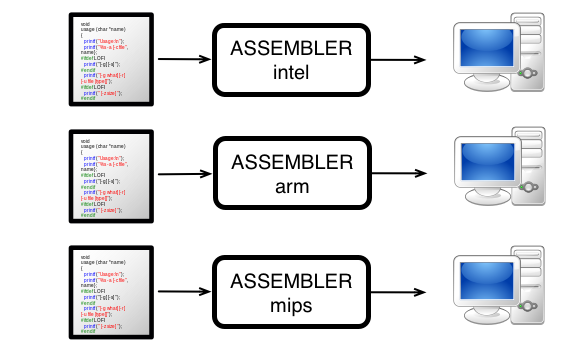 void
usage (char *name)
{
printf("Usage:\n");
printf("%s -s [-c file",
name);
#ifdef LOFI
printf("[-g][-s]");
#endif
printf("[-g what][-r]
[-u file [type]]");
#ifdef LOFI
printf(" [-z size]");
#endif
ASSEMBLER
intel
void
usage (char *name)
{
printf("Usage:\n");
printf("%s -s [-c file",
name);
#ifdef LOFI
printf("[-g][-s]");
#endif
printf("[-g what][-r]
[-u file [type]]");
#ifdef LOFI
printf(" [-z size]");
#endif
ASSEMBLER
arm
void
usage (char *name)
{
printf("Usage:\n");
printf("%s -s [-c file",
name);
#ifdef LOFI
printf("[-g][-s]");
#endif
printf("[-g what][-r]
[-u file [type]]");
#ifdef LOFI
printf(" [-z size]");
#endif
ASSEMBLER
mips